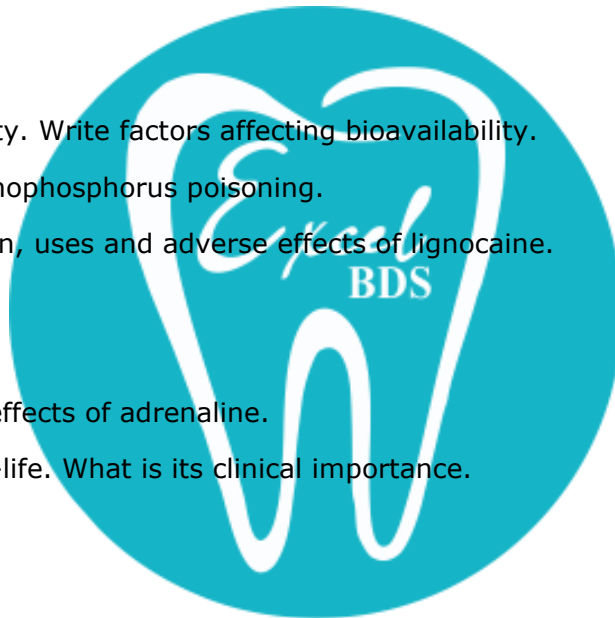 ty. Write factors affecting bioavailability.
nophosphorus poisoning.
n, uses and adverse effects of lignocaine.
Excel
BDS
effects of adrenaline.
-life. What is its clinical importance.